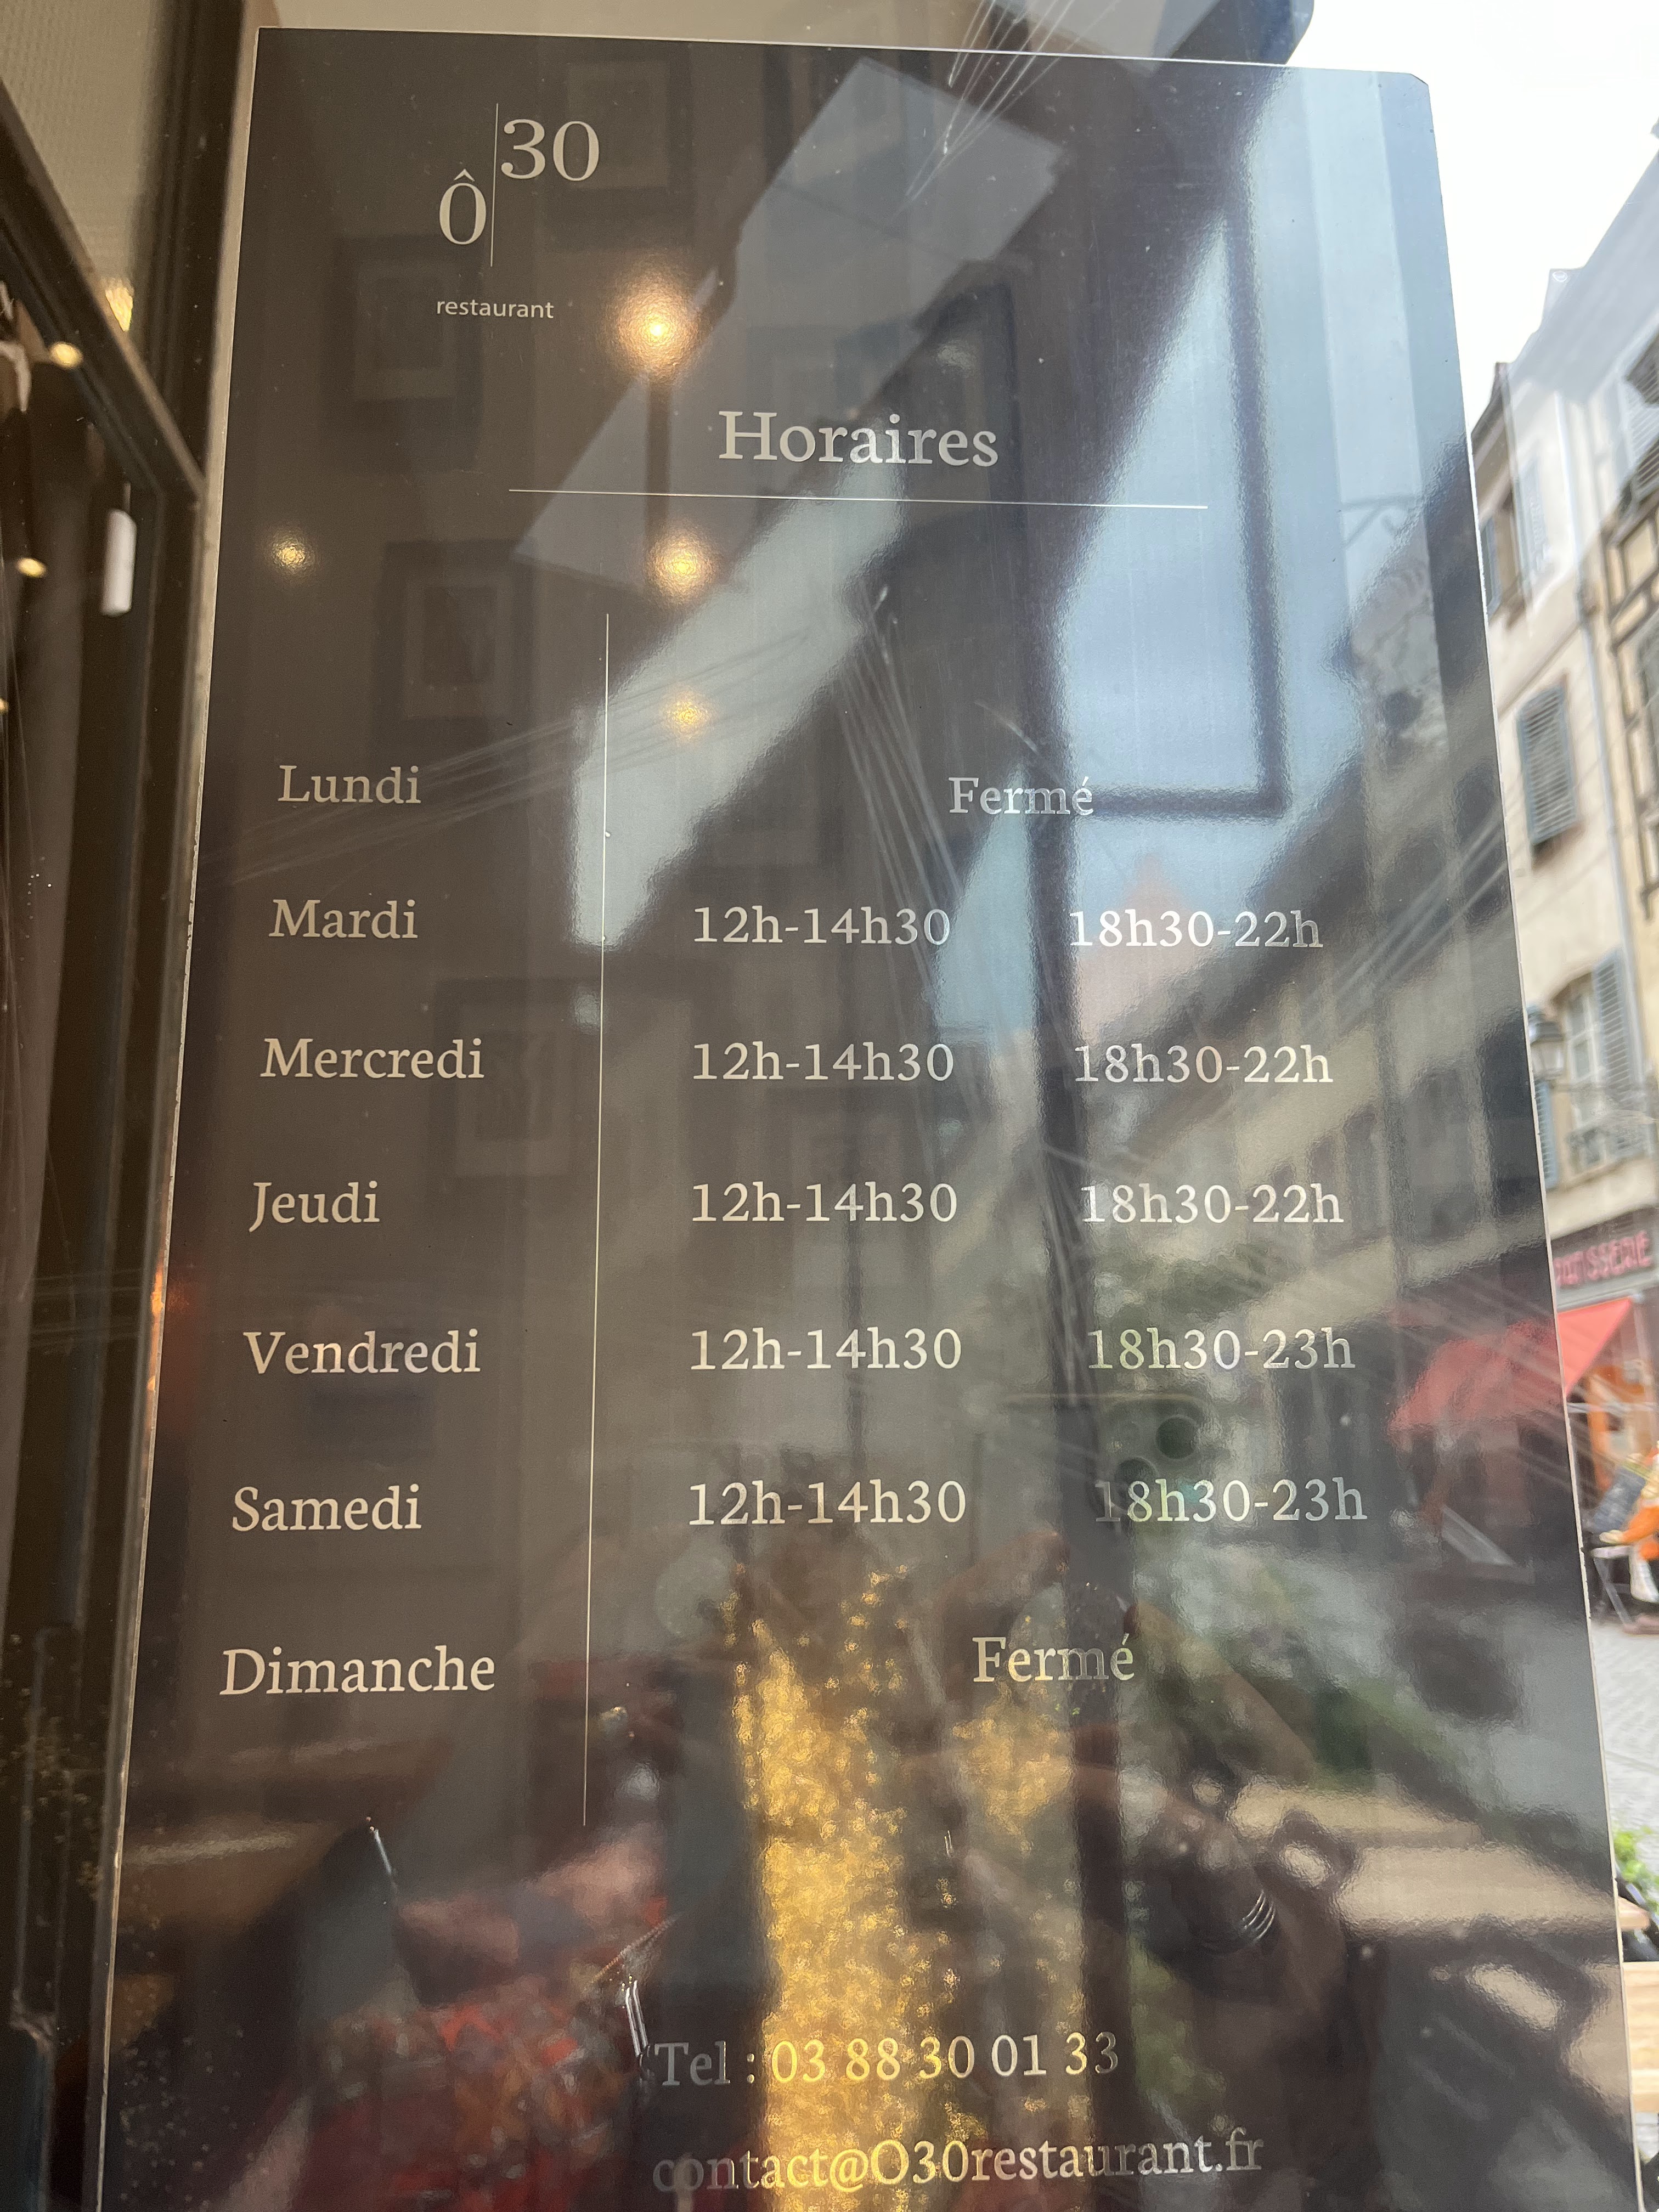 Ô 30
restaurant
Horaires
Lundi Fermé
Mardi 12h-14h30 18h30-22h
Mercredi 12h-14h30 18h30-22h
Jeudi 12h-14h30 18h30-22h
Vendredi 12h-14h30 18h30-23h
Samedi 12h-14h30 18h30-23h
Dimanche Fermé
Tel : 03 88 30 01 33
contact@O30restaurant.fr